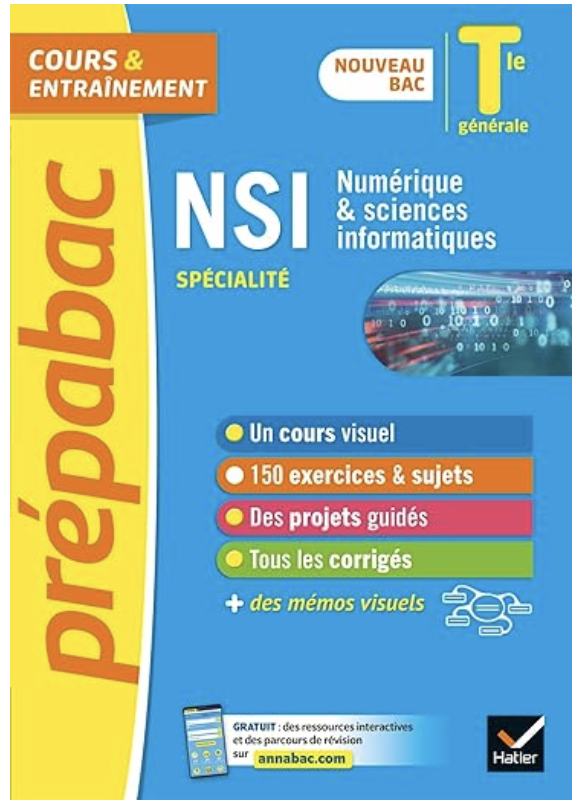 COURS &
ENTRAÎNEMENT
NOUVEAU
BAC
Tle
générale
prépabac
NSI
Numérique
& sciences
informatiques
SPÉCIALITÉ
Un cours visuel
150 exercices & sujets
Des projets guidés
Tous les corrigés
+ des mémos visuels
GRATUIT : des ressources interactives
et des parcours de révision
sur annabac.com
Hatier